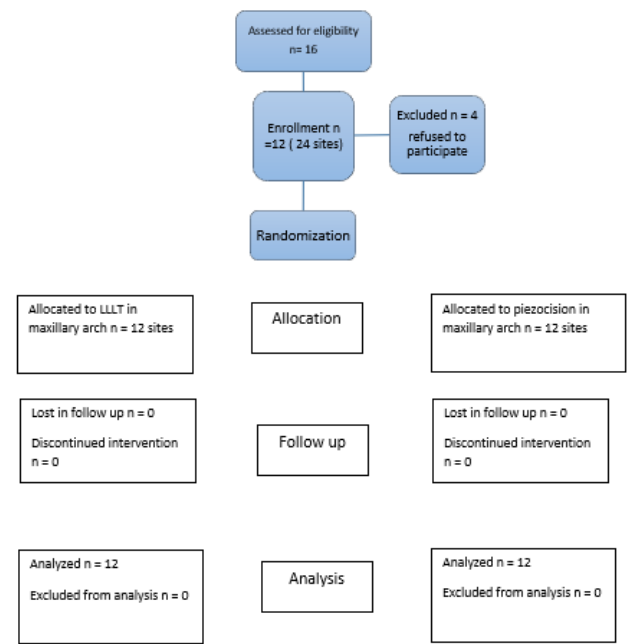 Assessed for eligibility
n= 16
Enrollment n
=12 ( 24 sites)
Excluded n = 4
refused to
participate
Randomization
Allocated to LLLT in
maxillary arch n = 12 sites
Allocation
Allocated to piezocision in
maxillary arch n = 12 sites
Lost in follow up n = 0
Discontinued intervention
n = 0
Follow up
Lost in follow up n = 0
Discontinued intervention
n = 0
Analyzed n = 12
Excluded from analysis n = 0
Analysis
Analyzed n = 12
Excluded from analysis n = 0